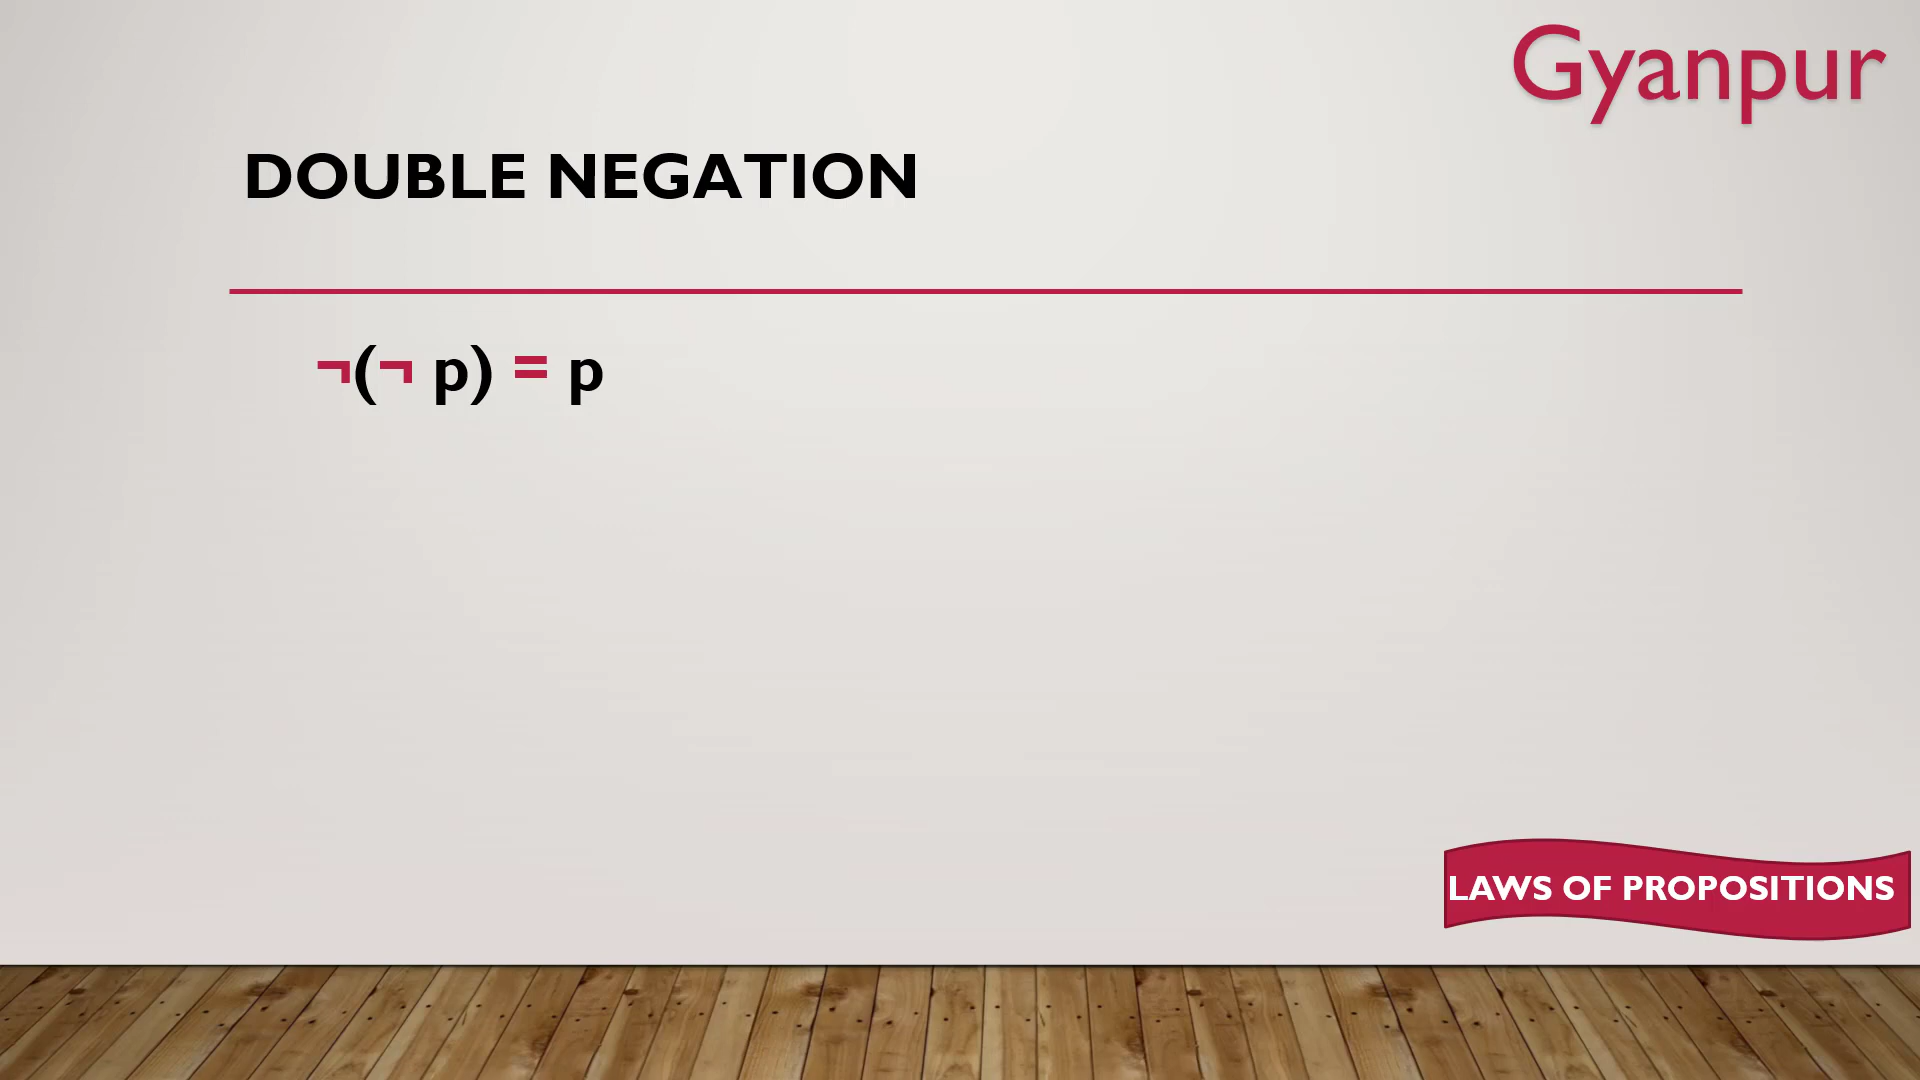 Gyanpur
DOUBLE NEGATION
¬(¬ p) = p
LAWS OF PROPOSITIONS